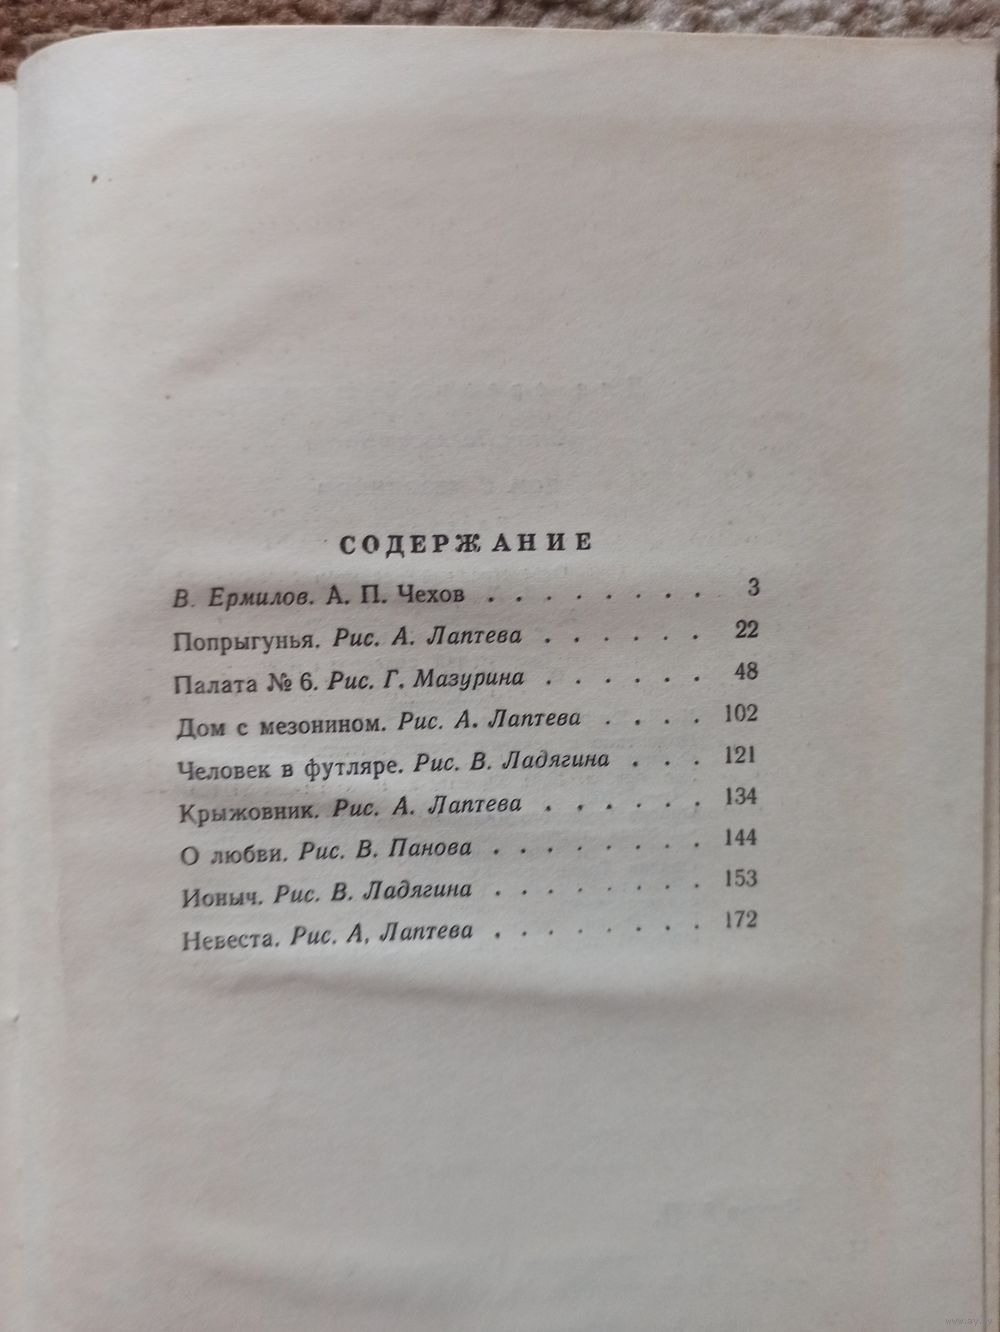 СОДЕРЖАНИЕ
В. Ермилов. А. П. Чехов . . . . . . . . 3
Попрыгунья. Рис. А. Лаптева . . . . . . 22
Палата № 6. Рис. Г. Мазурина . . . . . . 48
Дом с мезонином. Рис. А. Лаптева . . . . 102
Человек в футляре. Рис. В. Ладягина . . . 121
Крыжовник. Рис. А. Лаптева . . . . . . 134
О любви. Рис. В. Панова . . . . . . . . 144
Ионыч. Рис. В. Ладягина . . . . . . . . 153
Невеста. Рис. А, Лаптева . . . . . . . . 172